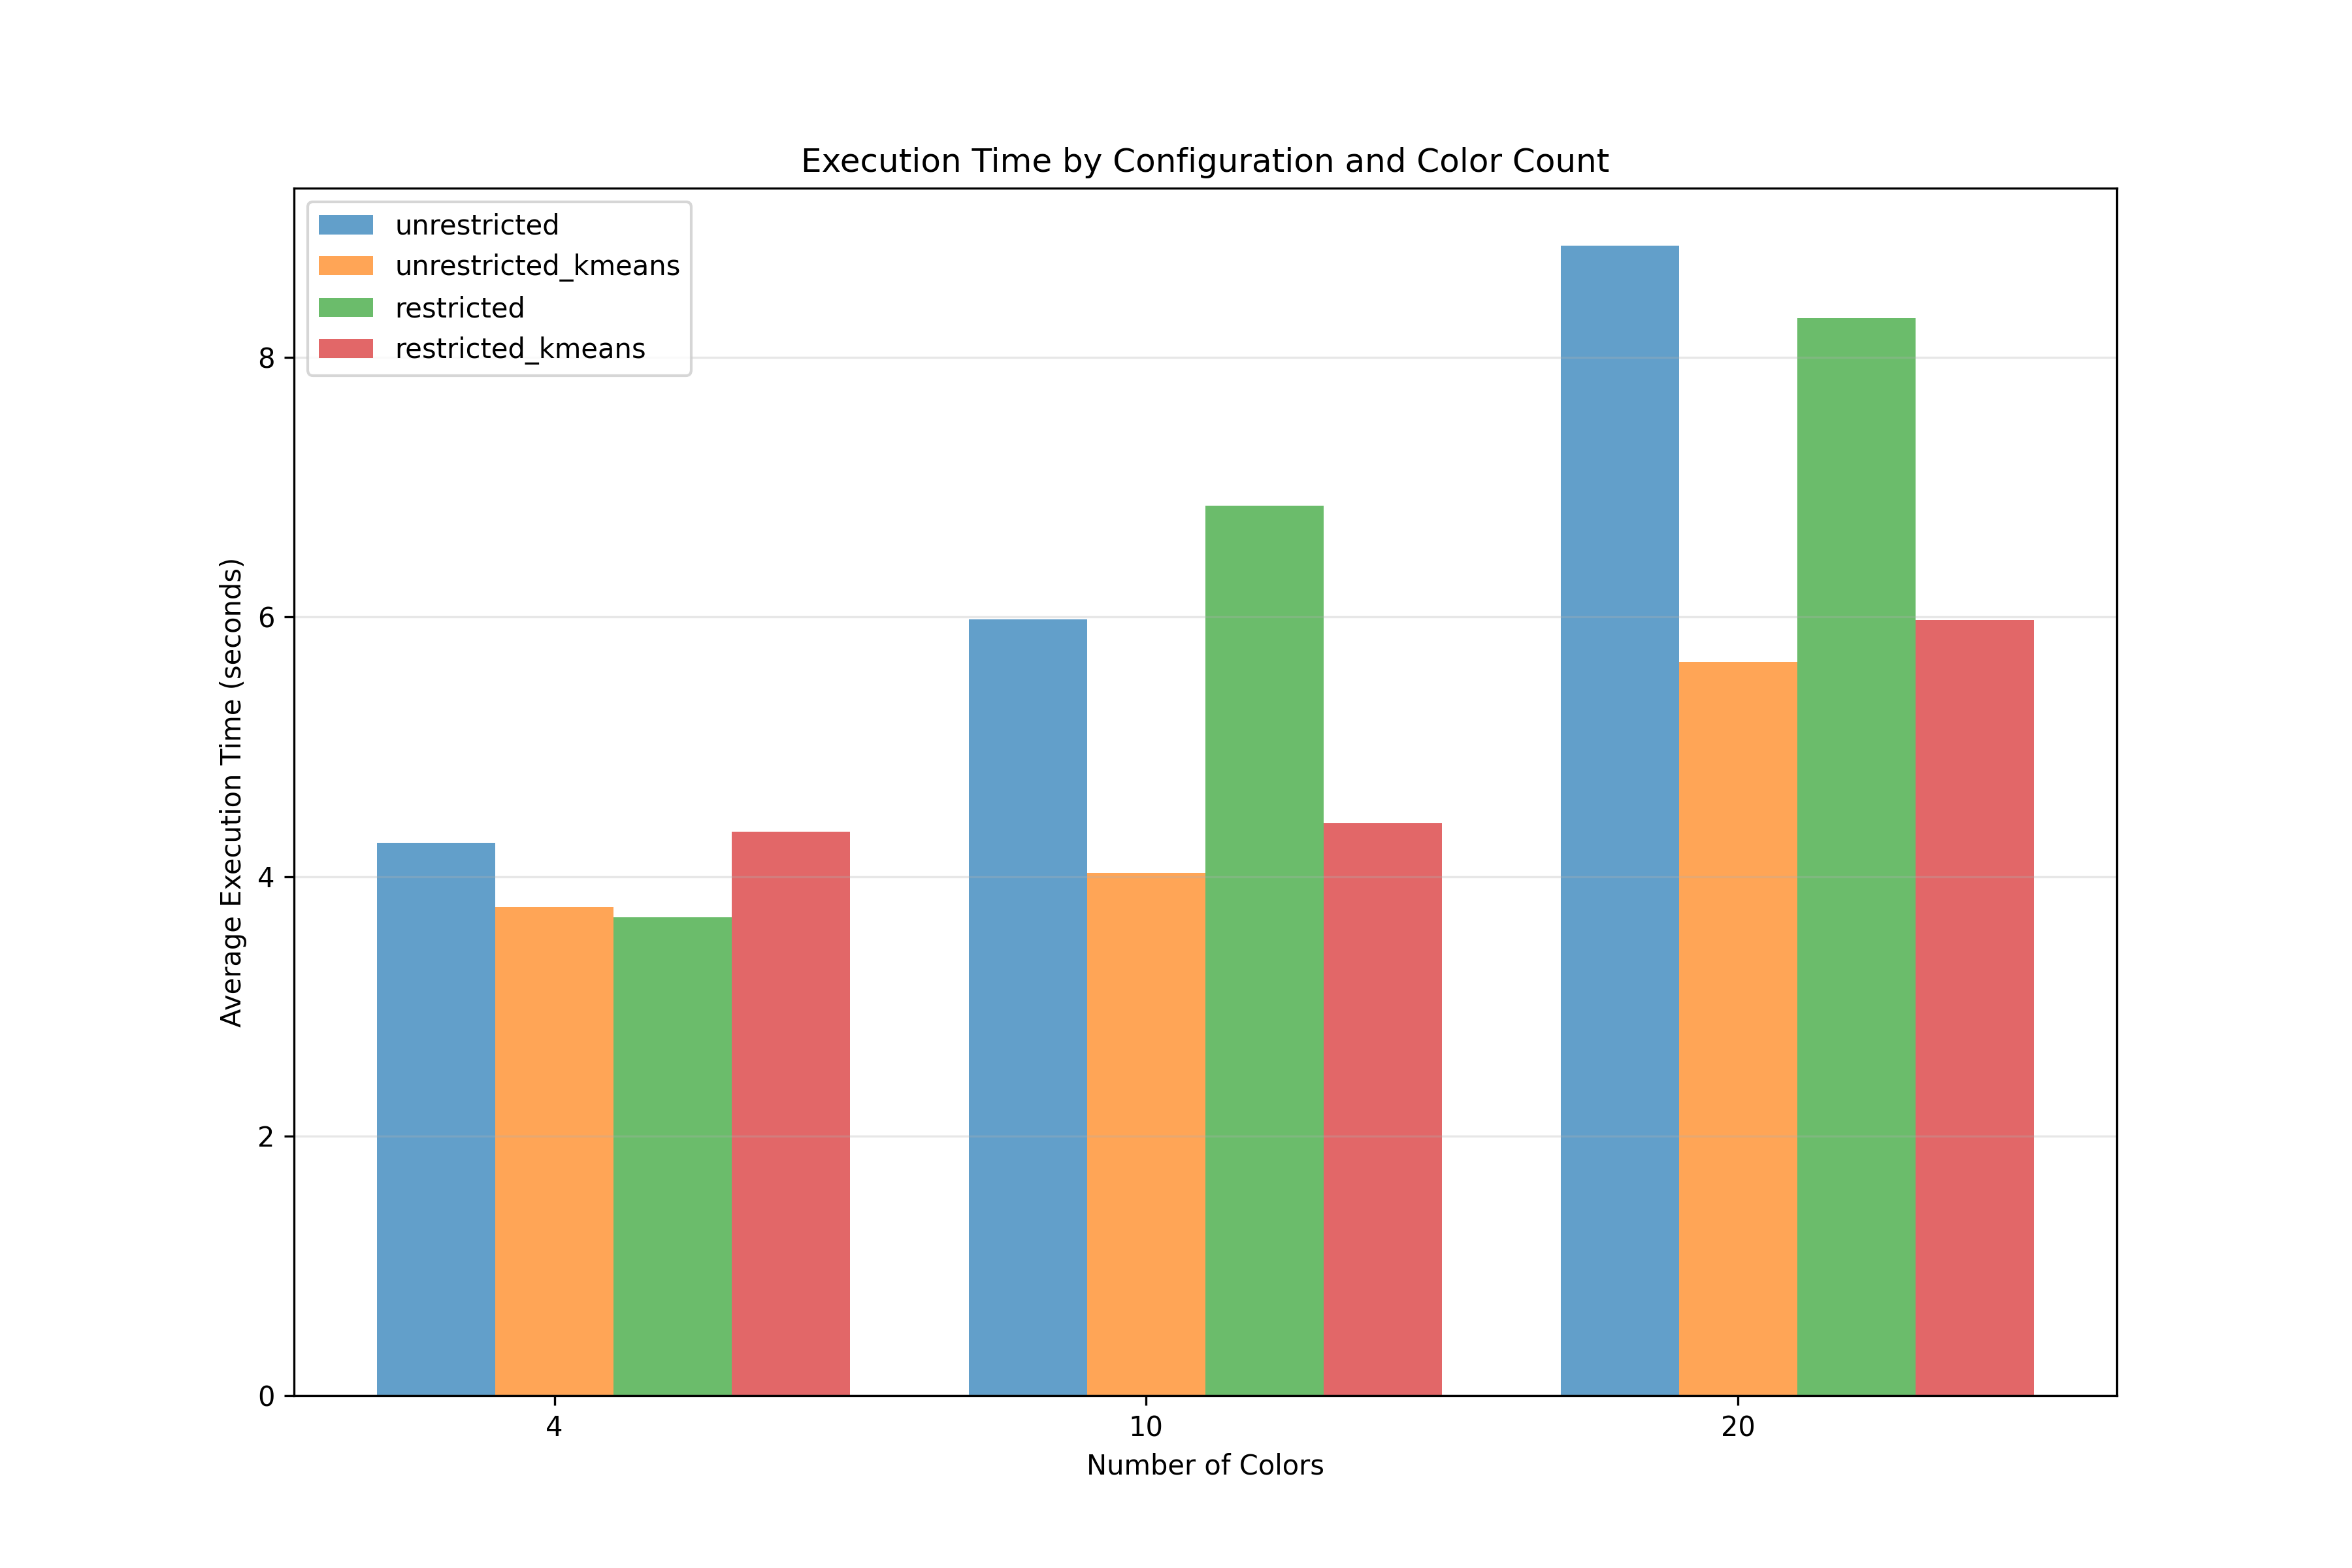 Execution Time by Configuration and Color Count
unrestricted
unrestricted_kmeans
restricted
restricted_kmeans
Average Execution Time (seconds)
8
6
4
2
0
4
10
20
Number of Colors